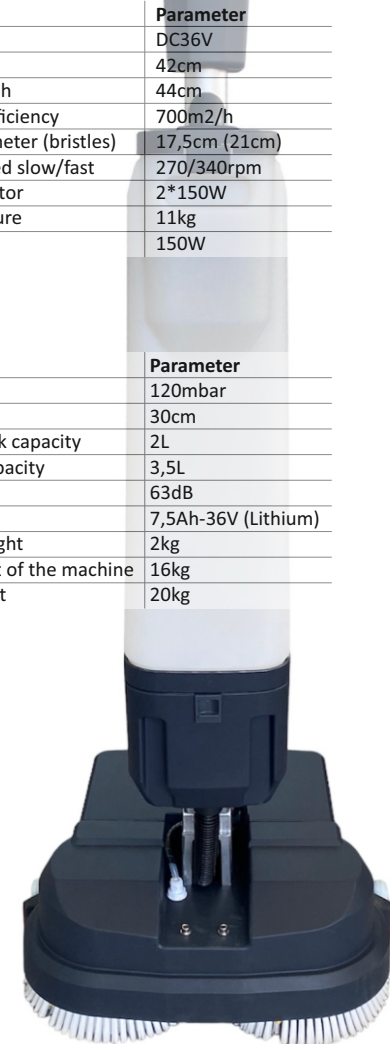 Parameter
DC36V
42cm
h 44cm
ficiency 700m2/h
neter (bristles) 17,5cm (21cm)
ed slow/fast 270/340rpm
tor 2*150W
ure 11kg
150W
Parameter
120mbar
30cm
k capacity 2L
pacity 3,5L
63dB
7,5Ah-36V (Lithium)
ght 2kg
t of the machine 16kg
t 20kg